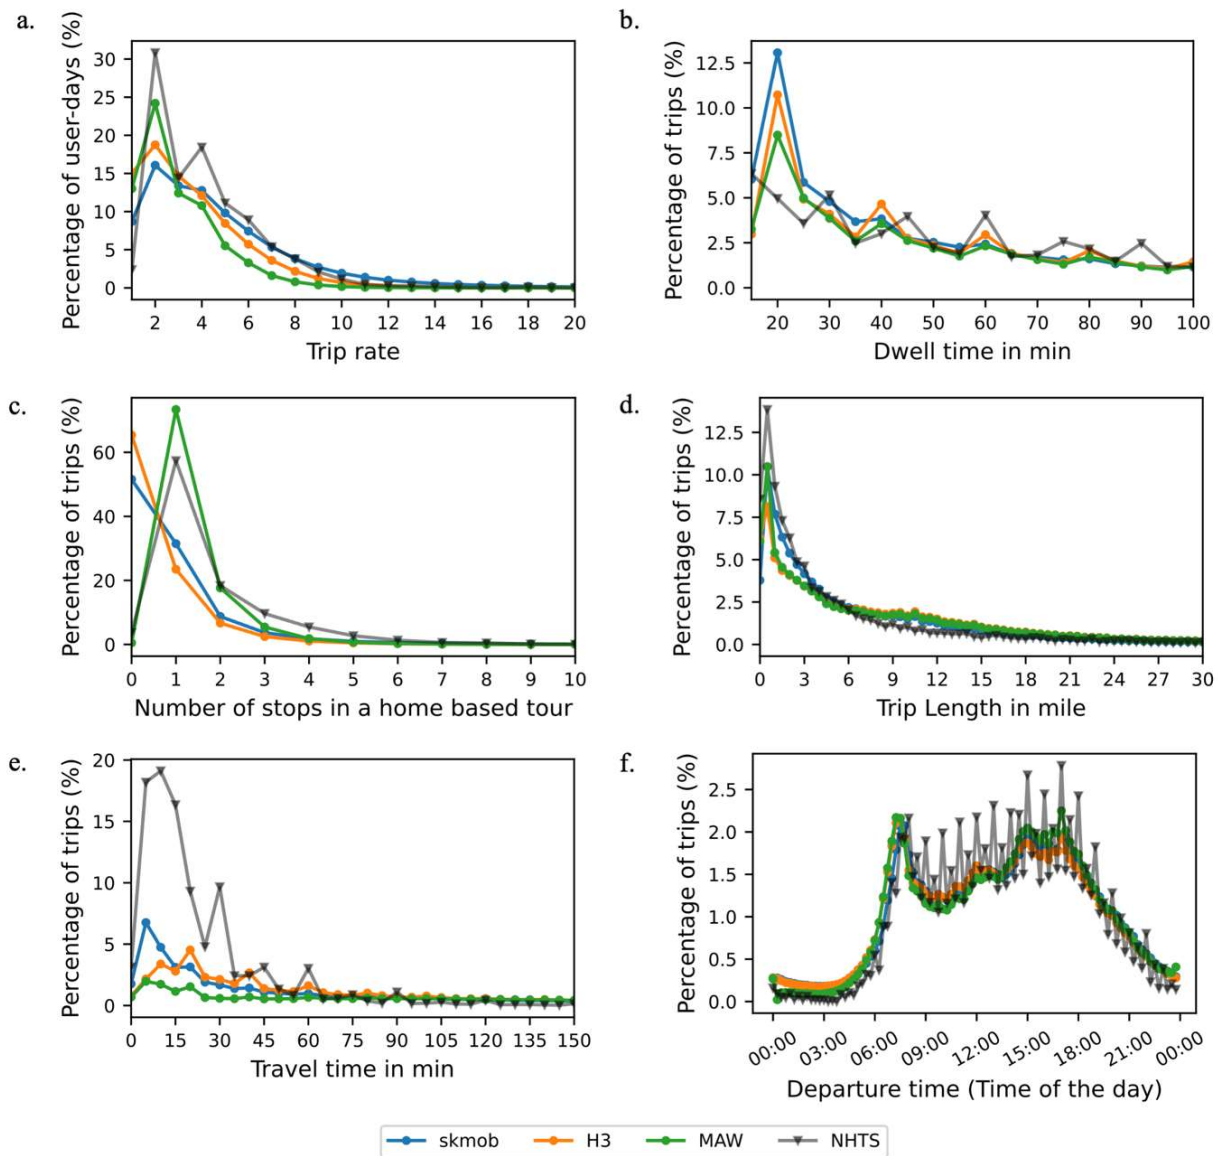 a.
Percentage of user-days (%)
30
25
20
15
10
5
0
2 4 6 8 10 12 14 16 18 20
Trip rate
b.
Percentage of trips (%)
12.5
10.0
7.5
5.0
2.5
0.0
20 30 40 50 60 70 80 90 100
Dwell time in min
c.
Percentage of trips (%)
60
40
20
0
0 1 2 3 4 5 6 7 8 9 10
Number of stops in a home based tour
d.
Percentage of trips (%)
12.5
10.0
7.5
5.0
2.5
0.0
0 3 6 9 12 15 18 21 24 27 30
Trip Length in mile
e.
Percentage of trips (%)
20
15
10
5
0
0 15 30 45 60 75 90 105 120 135 150
Travel time in min
f.
Percentage of trips (%)
2.5
2.0
1.5
1.0
0.5
0.0
00:00 03:00 06:00 09:00 12:00 15:00 18:00 21:00 00:00
Departure time (Time of the day)
skmob H3 MAW NHTS